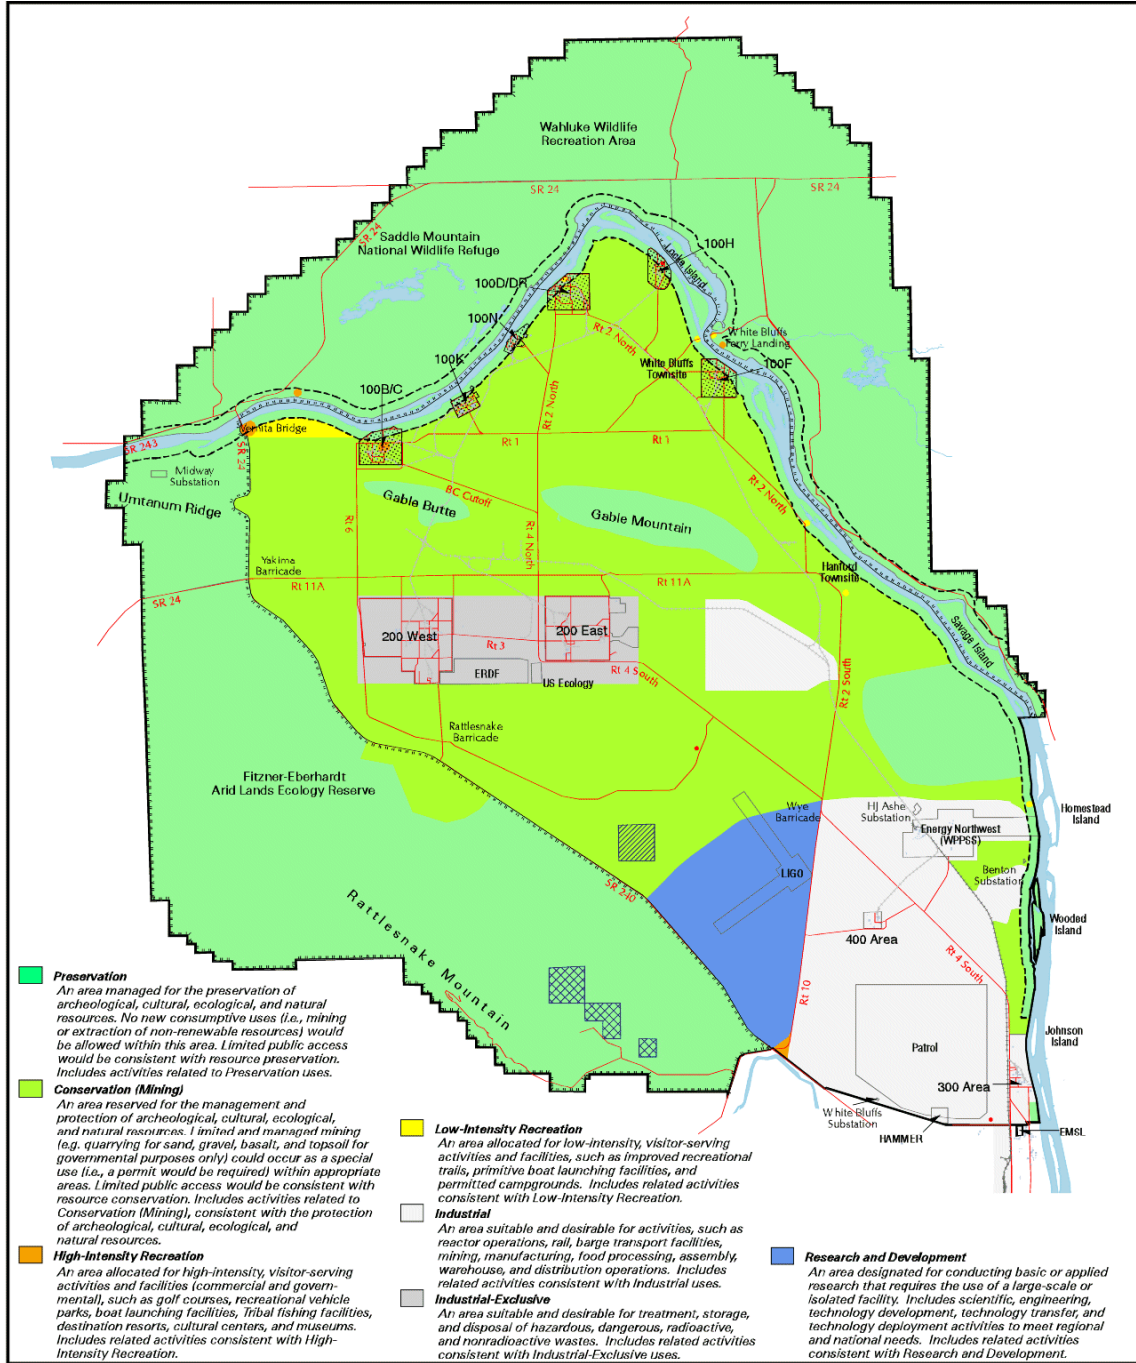 Wahluke Wildlife
Recreation Area
SR 24
SR 24
SR 24
Saddle Mountain
National Wildlife Refuge
100H
Locke Island
100D/DR
100N
Rt 2 North
White Bluffs
Ferry Landing
100K
White Bluffs
Townsite
100F
100B/C
Rt 2 North
Vernita Bridge
SR 243
SR 24
Rt 1
Rt 1
Midway
Substation
Umtanum Ridge
BC Cutoff
Gable Butte
Gable Mountain
Rt 2 North
Rt 6
Rt 4 North
Yakima
Barricade
Hanford
Townsite
SR 24
Rt 11A
Rt 11A
200 West
200 East
Rt 3
Savage Island
ERDF
US Ecology
Rt 4 South
Rt 2 South
Rattlesnake
Barricade
Fitzner-Eberhardt
Arid Lands Ecology Reserve
Wye
Barricade
HJ Ashe
Substation
Homestead
Island
Energy Northwest
(WPPSS)
LIGO
Benton
Substation
SR 240
Wooded
Island
400 Area
Rattlesnake Mountain
Rt 4 South
Rt 10
Patrol
Johnson
Island
300 Area
White Bluffs
Substation
HAMMER
EMSL
Preservation
An area managed for the preservation of
archeological, cultural, ecological, and natural
resources. No new consumptive uses (i.e., mining
or extraction of non-renewable resources) would
be allowed within this area. Limited public access
would be consistent with resource preservation.
Includes activities related to Preservation uses.
Conservation (Mining)
An area reserved for the management and
protection of archeological, cultural, ecological,
and natural resources. Limited and managed mining
(e.g. quarrying for sand, gravel, basalt, and topsoil for
governmental purposes only) could occur as a special
use (i.e., a permit would be required) within appropriate
areas. Limited public access would be consistent with
resource conservation. Includes activities related to
Conservation (Mining), consistent with the protection
of archeological, cultural, ecological, and
natural resources.
High-Intensity Recreation
An area allocated for high-intensity, visitor-serving
activities and facilities (commercial and govern-
mental), such as golf courses, recreational vehicle
parks, boat launching facilities, Tribal fishing facilities,
destination resorts, cultural centers, and museums.
Includes related activities consistent with High-
Intensity Recreation.
Low-Intensity Recreation
An area allocated for low-intensity, visitor-serving
activities and facilities, such as improved recreational
trails, primitive boat launching facilities, and
permitted campgrounds. Includes related activities
consistent with Low-Intensity Recreation.
Industrial
An area suitable and desirable for activities, such as
reactor operations, rail, barge transport facilities,
mining, manufacturing, food processing, assembly,
warehouse, and distribution operations. Includes
related activities consistent with Industrial uses.
Industrial-Exclusive
An area suitable and desirable for treatment, storage,
and disposal of hazardous, dangerous, radioactive,
and nonradioactive wastes. Includes related activities
consistent with Industrial-Exclusive uses.
Research and Development
An area designated for conducting basic or applied
research that requires the use of a large-scale or
isolated facility. Includes scientific, engineering,
technology development, technology transfer, and
technology deployment activities to meet regional
and national needs. Includes related activities
consistent with Research and Development.